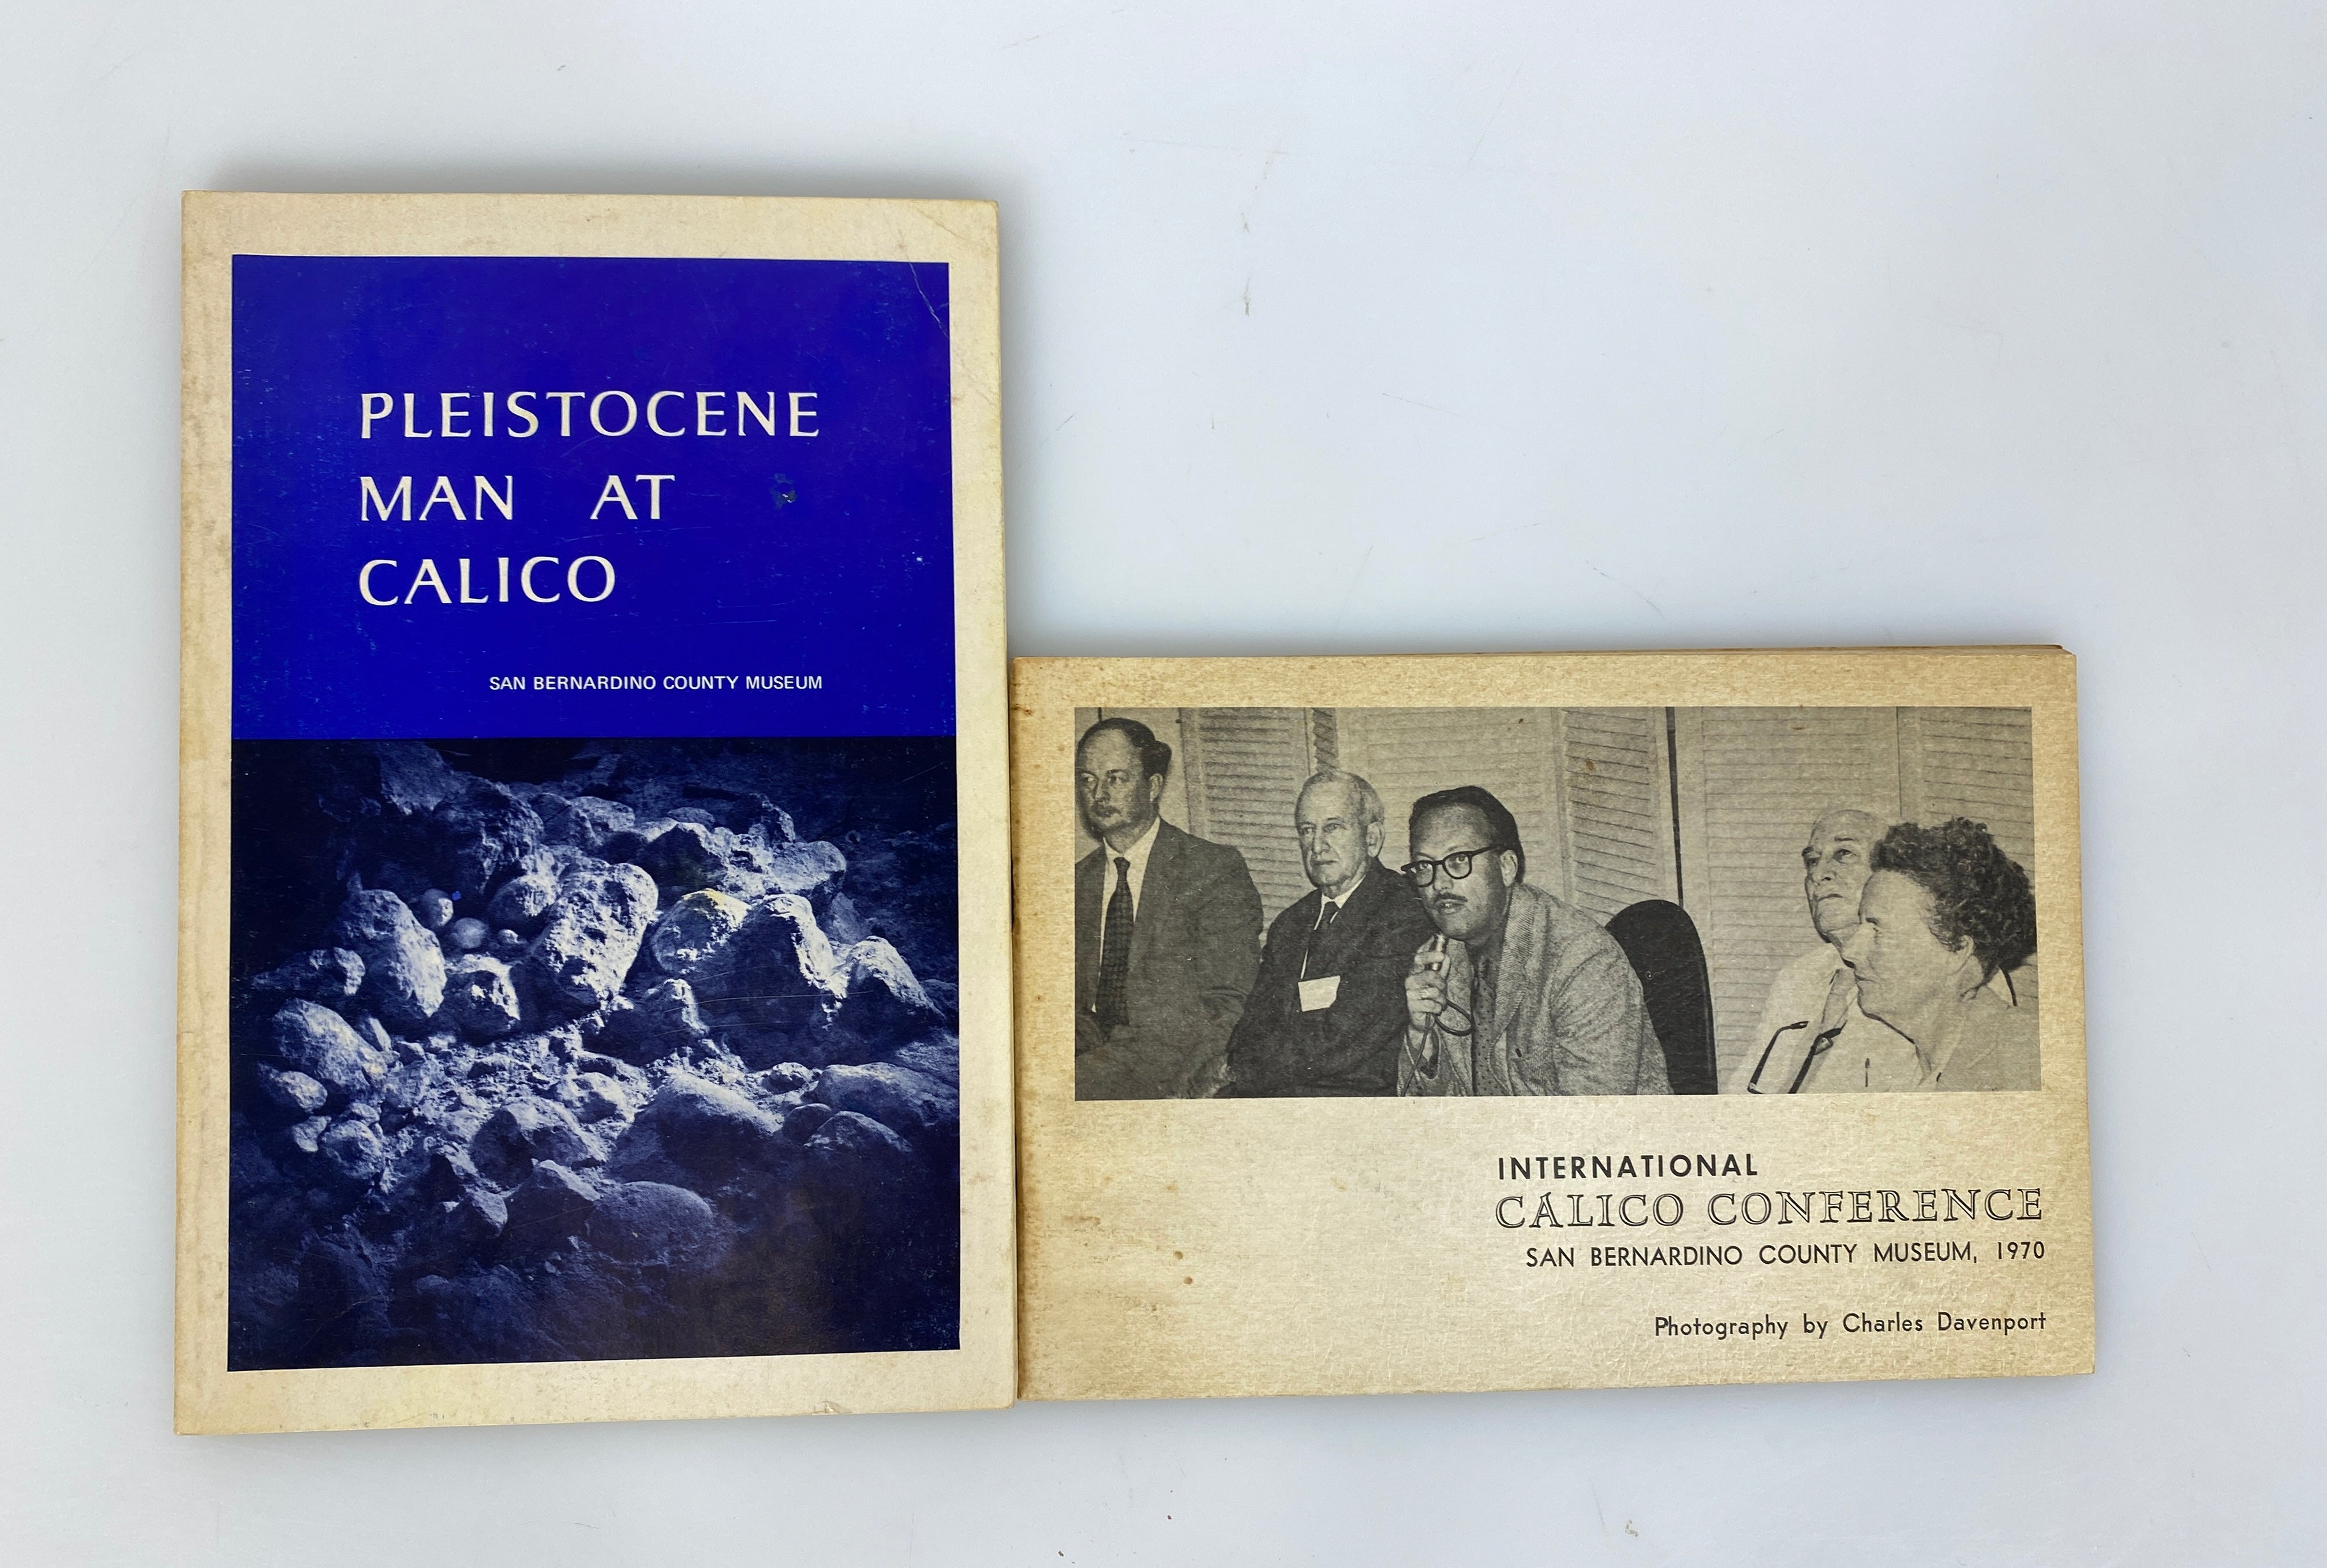 PLEISTOCENE
MAN AT
CALICO
SAN BERNARDINO COUNTY MUSEUM
INTERNATIONAL
CALICO CONFERENCE
SAN BERNARDINO COUNTY MUSEUM, 1970
Photography by Charles Davenport